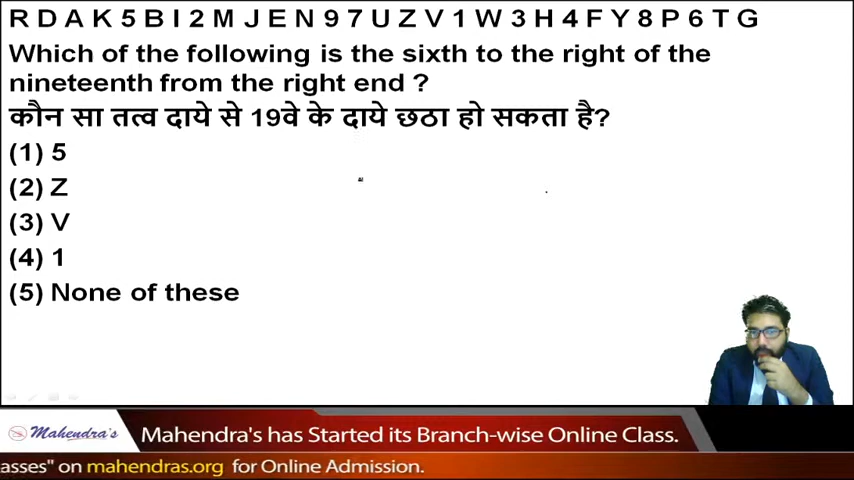 R D A K 5 B I 2 M J E N 9 7 U Z V 1 W 3 H 4 F Y 8 P 6 T G
Which of the following is the sixth to the right of the
nineteenth from the right end ?
कौन सा तत्व दाये से 19वे के दाये छठा हो सकता है?
(1) 5
(2) Z
(3) V
(4) 1
(5) None of these
Mahendra's
Mahendra's has Started its Branch-wise Online Class.
asses" on mahendras.org for Online Admission.